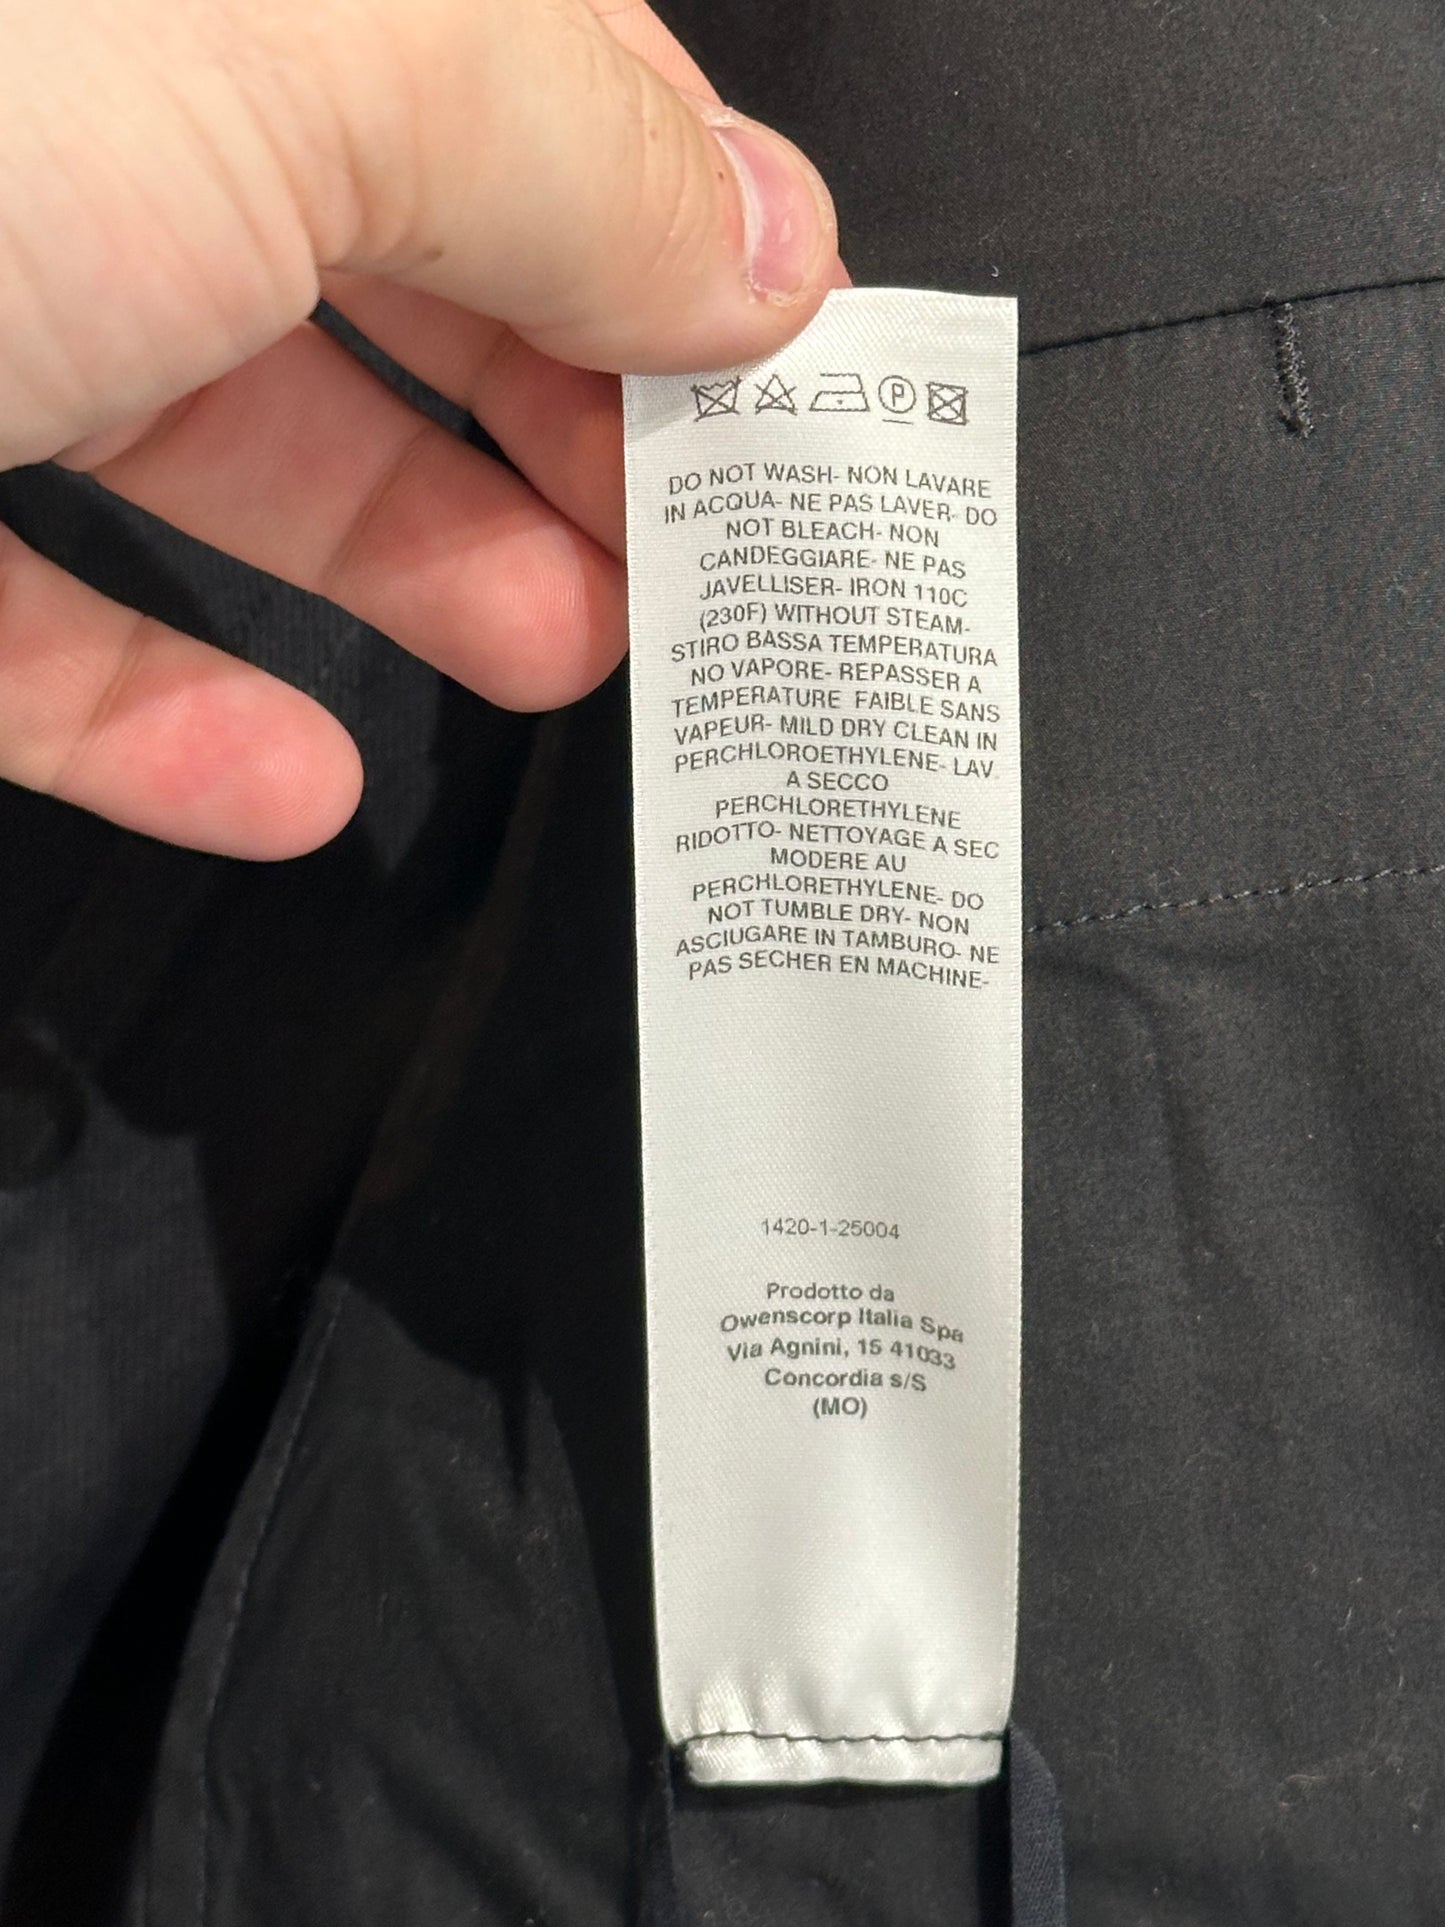 P
DO NOT WASH- NON LAVARE
IN ACQUA- NE PAS LAVER- DO
NOT BLEACH- NON
CANDEGGIARE- NE PAS
JAVELLISER- IRON 110C
(230F) WITHOUT STEAM-
STIRO BASSA TEMPERATURA
NO VAPORE- REPASSER A
TEMPERATURE FAIBLE SANS
VAPEUR- MILD DRY CLEAN IN
PERCHLOROETHYLENE- LAV.
A SECCO
PERCHLORETHYLENE
RIDOTTO- NETTOYAGE A SEC
MODERE AU
PERCHLORETHYLENE- DO
NOT TUMBLE DRY- NON
ASCIUGARE IN TAMBURO- NE
PAS SECHER EN MACHINE-
1420-1-25004
Prodotto da
Owenscorp Italia Spa
Via Agnini, 15 41033
Concordia s/S
(MO)